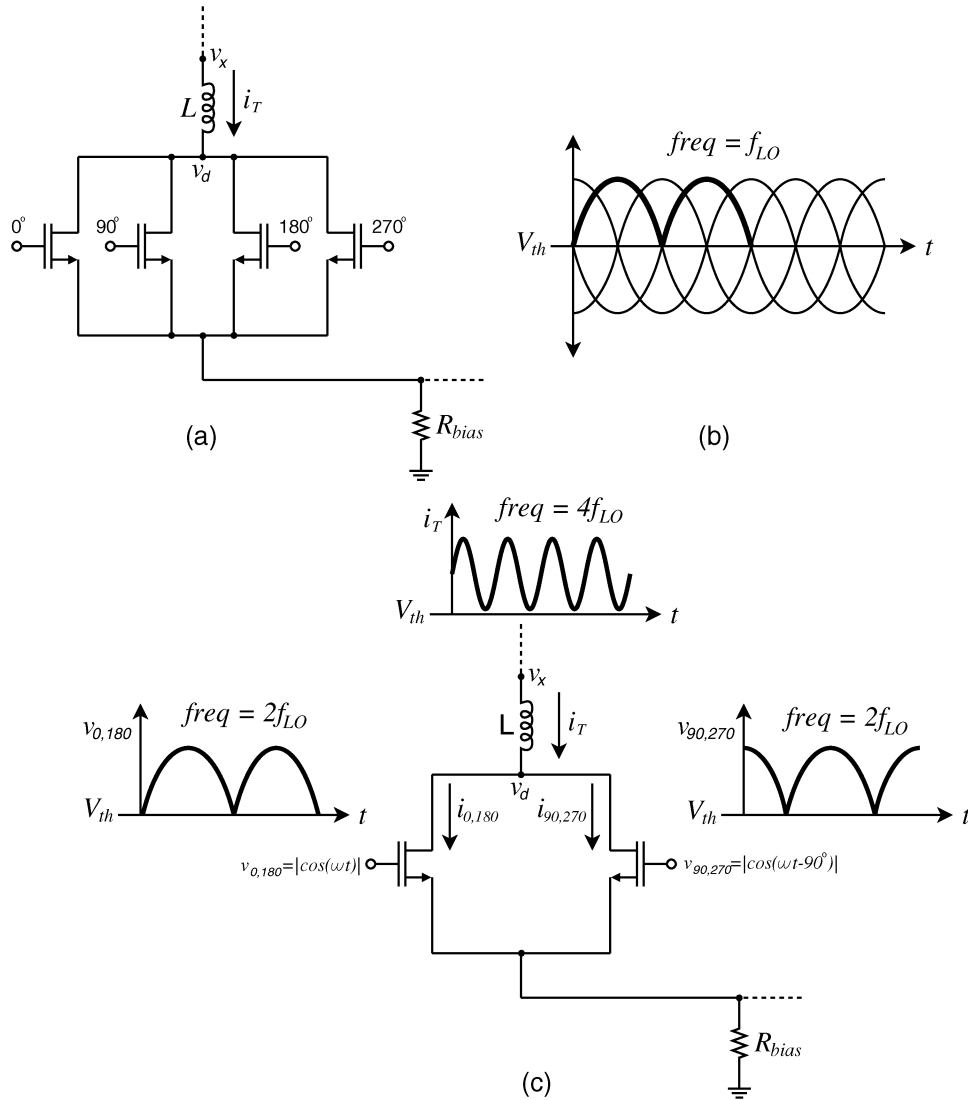 v_x
L
i_T
v_d
0°
90°
180°
270°
R_bias
(a)
freq = f_LO
V_th
t
(b)
i_T
freq = 4f_LO
V_th
t
v_x
L
i_T
v_d
v_0,180
freq = 2f_LO
V_th
t
v_90,270
freq = 2f_LO
V_th
t
i_0,180
i_90,270
v_0,180=|cos(ωt)|
v_90,270=|cos(ωt-90°)|
R_bias
(c)